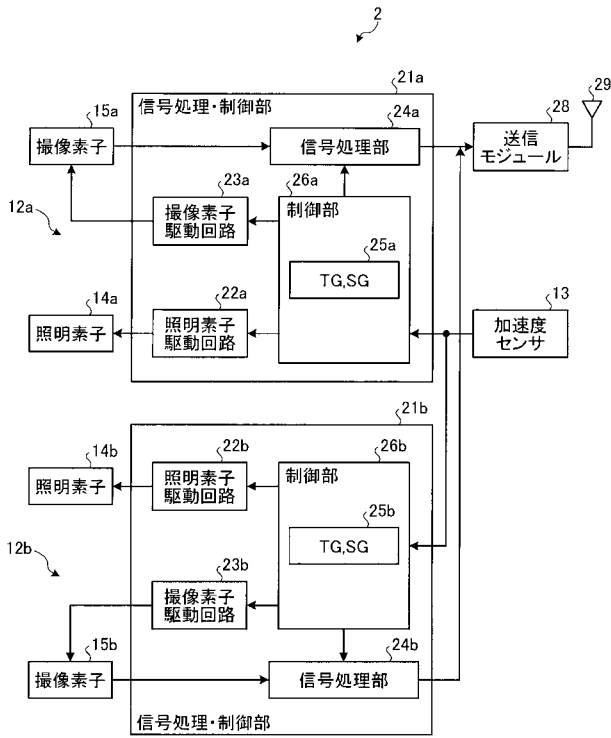 2
21a
信号処理・制御部
15a
撮像素子
24a
信号処理部
28
送信
モジュール
29
12a
23a
撮像素子
駆動回路
26a
制御部
25a
TG,SG
14a
照明素子
22a
照明素子
駆動回路
13
加速度
センサ
21b
14b
照明素子
22b
照明素子
駆動回路
26b
制御部
25b
TG,SG
12b
23b
撮像素子
駆動回路
15b
撮像素子
24b
信号処理部
信号処理・制御部